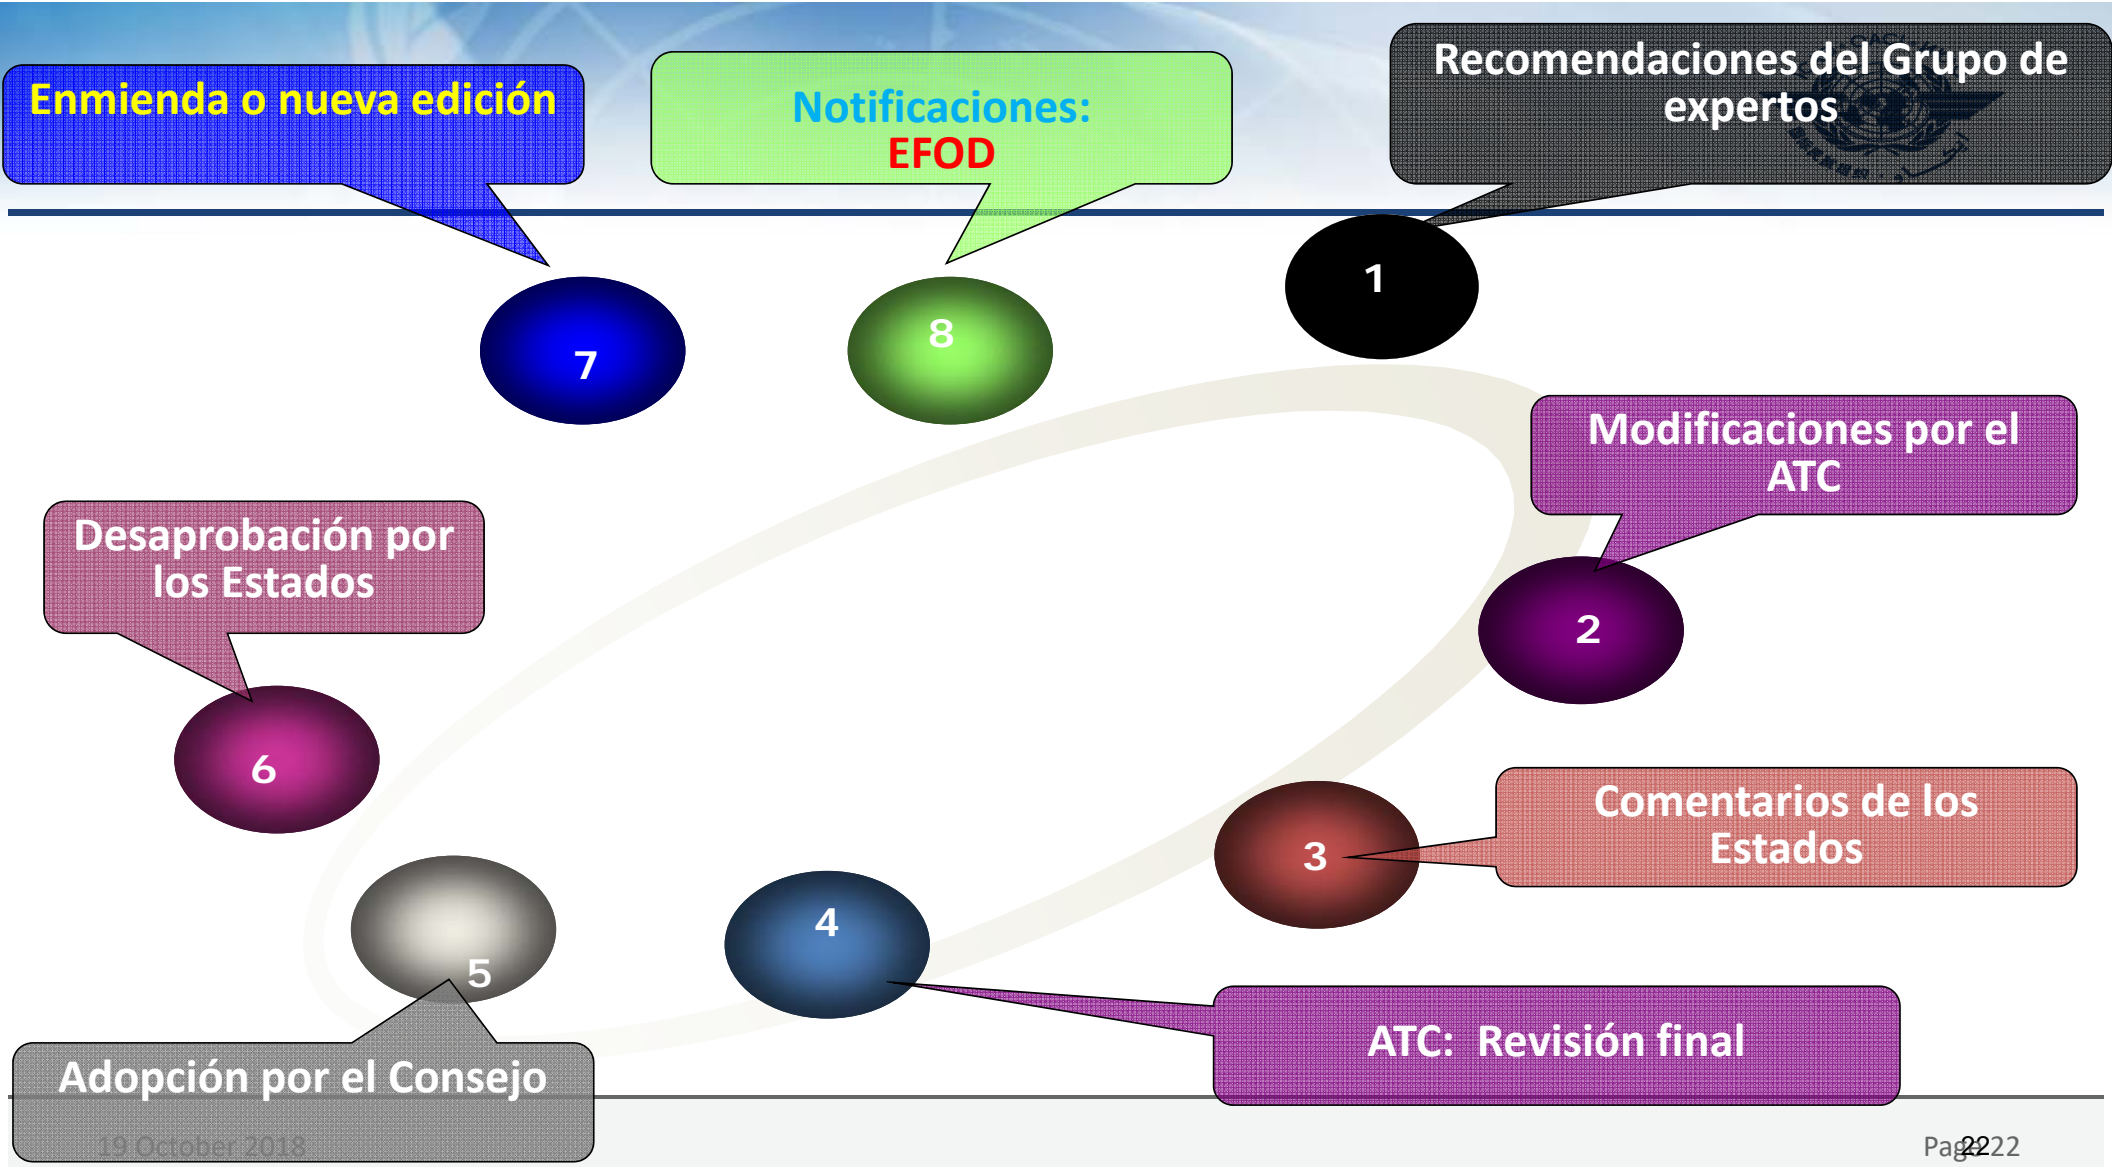 Enmienda o nueva edición
Notificaciones:
EFOD
Recomendaciones del Grupo de
expertos
1
8
7
Modificaciones por el
ATC
2
Desaprobación por
los Estados
6
Comentarios de los
Estados
3
4
5
ATC: Revisión final
Adopción por el Consejo
19 October 2018
Page 22
22